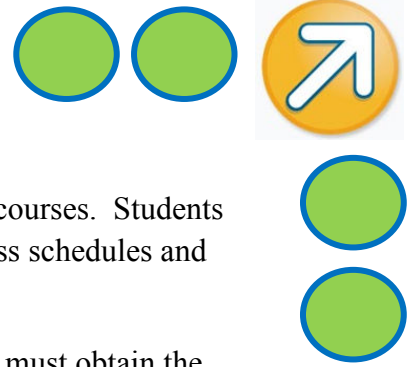 courses.  Students
ss schedules and
must obtain the